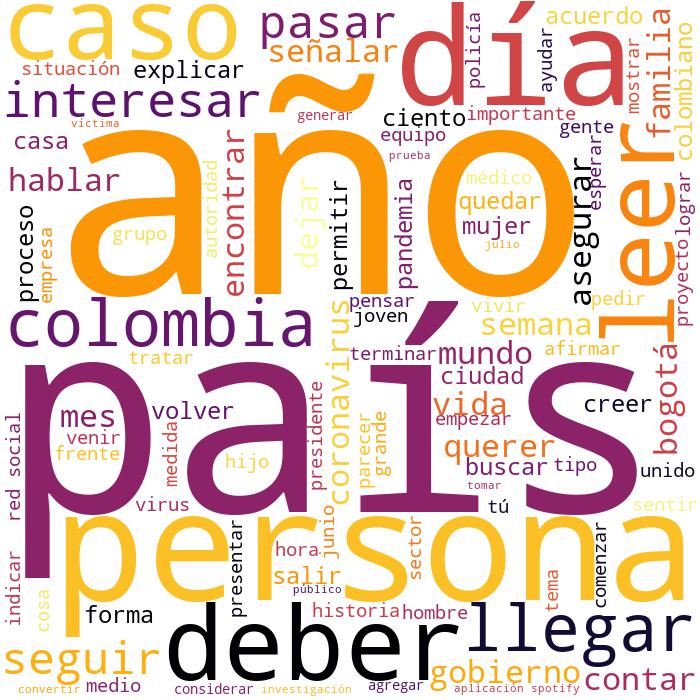 caso
pasar
señalar
día
policía
ayudar
acuerdo
mostrar
familia
colombiano
situación
explicar
interesar
victima
generar
ciento
importante
casa
equipo
gente
hablar
prueba
año
grupo
autoridad
encontrar
dejar
permitir
pandemia
médico
quedar
mujer
julio
asegurar
esperar
leer
proyecto
lograr
proceso
empresa
colombia
pensar
joven
vivir
pedir
semana
tratar
coronavirus
terminar
mundo
afirmar
bogotá
ciudad
país
mes
volver
venir
frente
medida
hijo
presidente
parecer
grande
vida
empezar
creer
querer
buscar
tipo
unido
tomar
red social
virus
tú
sentir
persona
presentar
hora
junio
sector
comenzar
indicar
cosa
salir
público
tema
forma
historia
hombre
deber
llegar
seguir
gobierno
contar
convertir
medio
considerar
investigación
agregar
aplicacion spotify